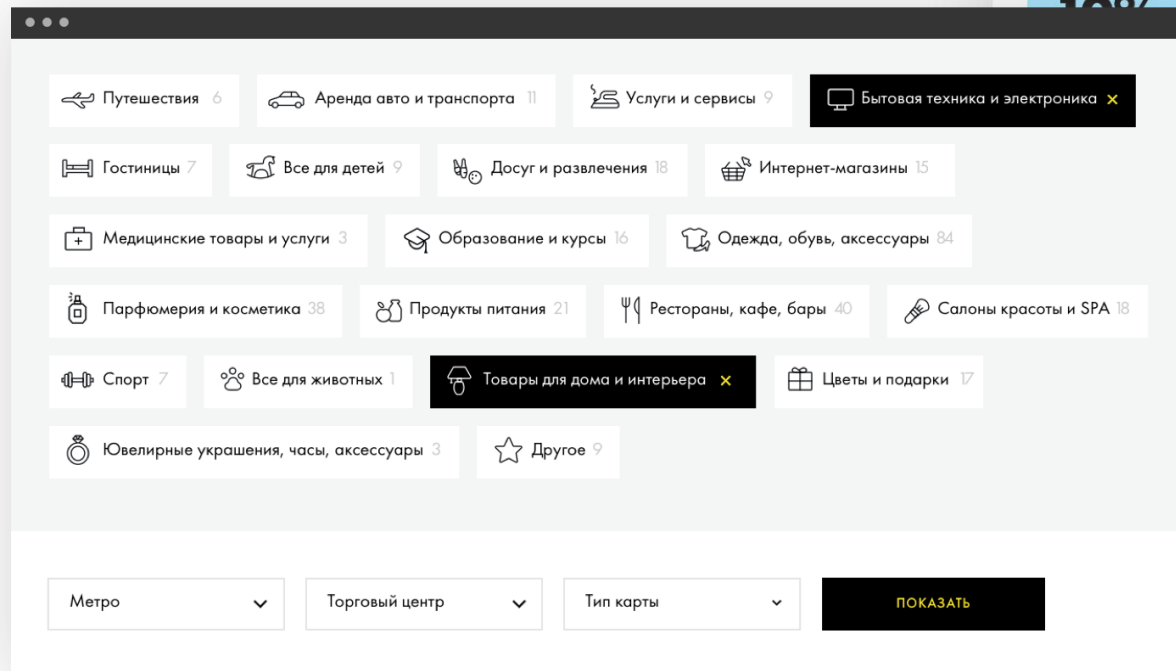 10%
Путешествия 6 Аренда авто и транспорта 11 Услуги и сервисы 9 Бытовая техника и электроника ×
Гостиницы 7 Все для детей 9 Досуг и развлечения 18 Интернет-магазины 15
Медицинские товары и услуги 3 Образование и курсы 16 Одежда, обувь, аксессуары 84
Парфюмерия и косметика 38 Продукты питания 21 Рестораны, кафе, бары 40 Салоны красоты и SPA 18
Спорт 7 Все для животных 1 Товары для дома и интерьера × Цветы и подарки 17
Ювелирные украшения, часы, аксессуары 3 Другое 9
Метро Торговый центр Тип карты ПОКАЗАТЬ